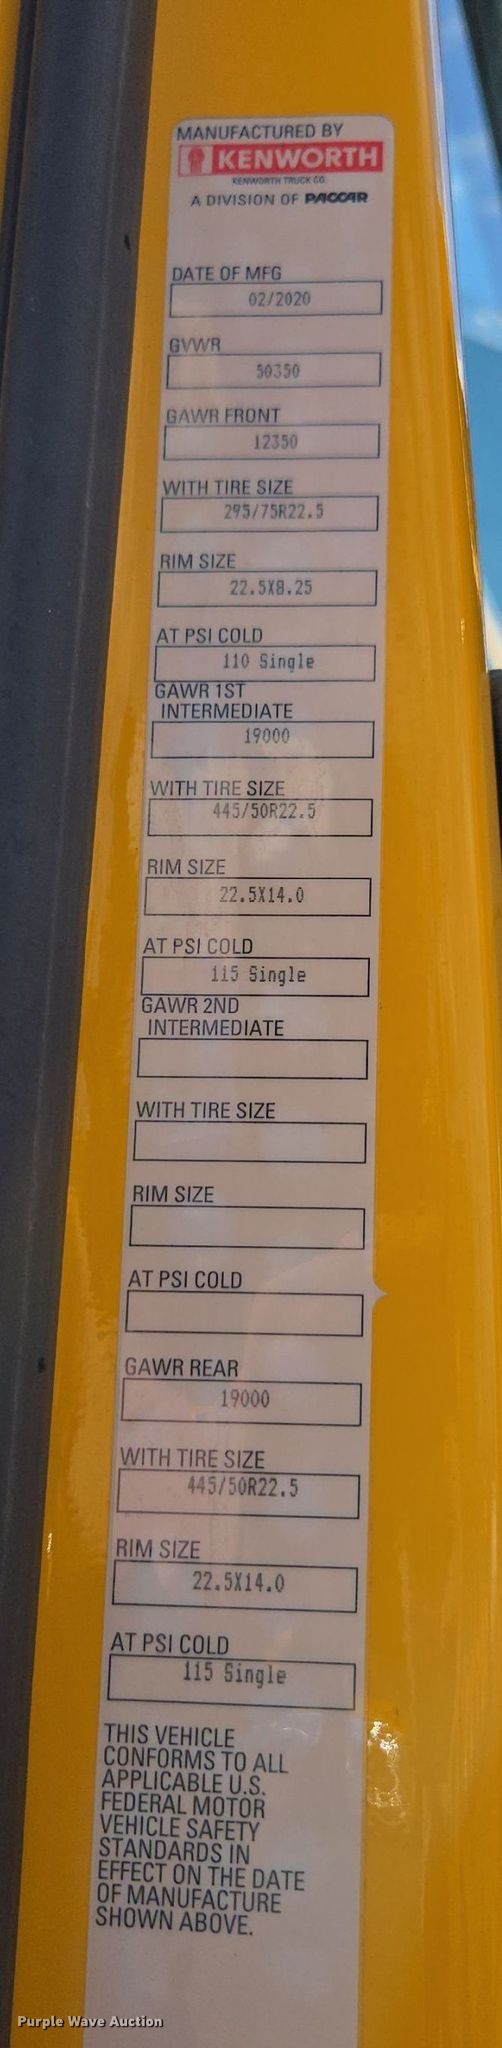 MANUFACTURED BY
KENWORTH
KENWORTH TRUCK CO.
A DIVISION OF PACCAR
DATE OF MFG
02/2020
GVWR
50350
GAWR FRONT
12350
WITH TIRE SIZE
295/75R22.5
RIM SIZE
22.5X8.25
AT PSI COLD
110 Single
GAWR 1ST
INTERMEDIATE
19000
WITH TIRE SIZE
445/50R22.5
RIM SIZE
22.5X14.0
AT PSI COLD
115 Single
GAWR 2ND
INTERMEDIATE
WITH TIRE SIZE
RIM SIZE
AT PSI COLD
GAWR REAR
19000
WITH TIRE SIZE
445/50R22.5
RIM SIZE
22.5X14.0
AT PSI COLD
115 Single
THIS VEHICLE
CONFORMS TO ALL
APPLICABLE U.S.
FEDERAL MOTOR
VEHICLE SAFETY
STANDARDS IN
EFFECT ON THE DATE
OF MANUFACTURE
SHOWN ABOVE.
Purple Wave Auction